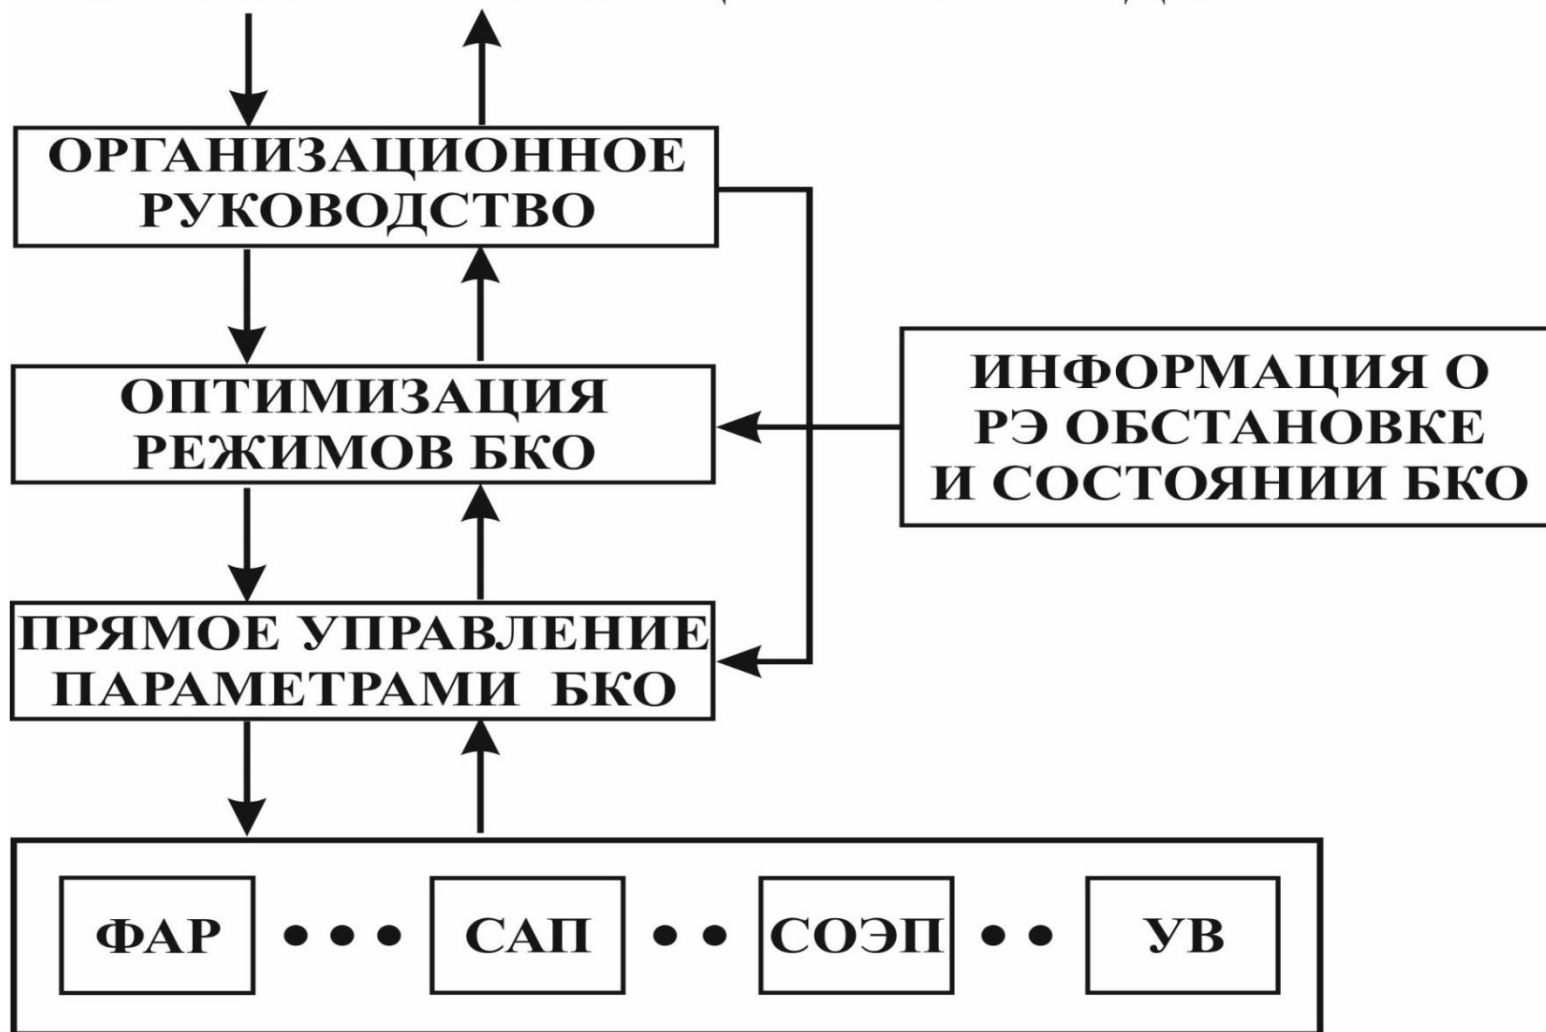 ОРГАНИЗАЦИОННОЕ
РУКОВОДСТВО
ОПТИМИЗАЦИЯ
РЕЖИМОВ БКО
ИНФОРМАЦИЯ О
РЭ ОБСТАНОВКЕ
И СОСТОЯНИИ БКО
ПРЯМОЕ УПРАВЛЕНИЕ
ПАРАМЕТРАМИ БКО
ФАР ••• САП •• СОЭП •• УВ